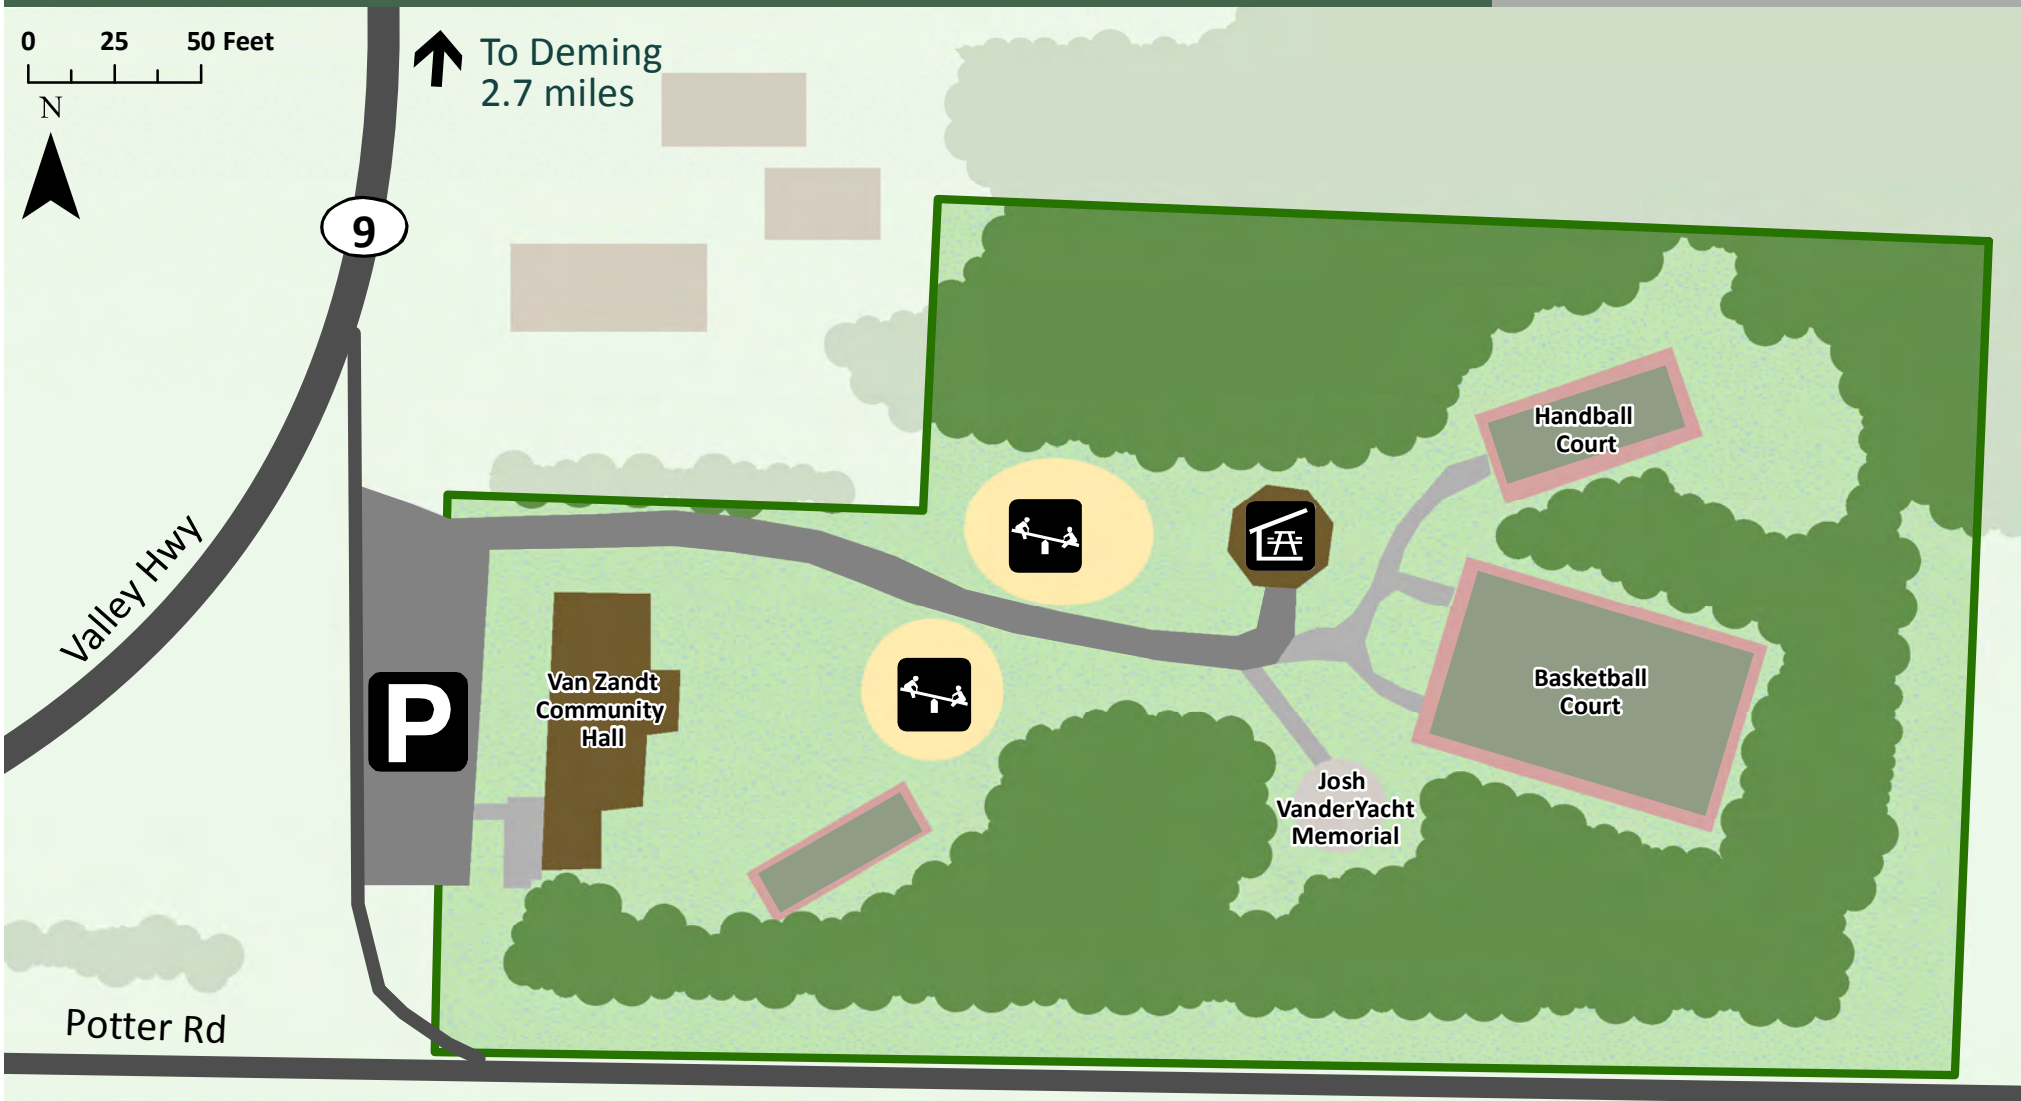 0 25 50 Feet
N
To Deming
2.7 miles
9
Valley Hwy
P
Van Zandt
Community
Hall
Handball
Court
Basketball
Court
Josh
VanderYacht
Memorial
Potter Rd